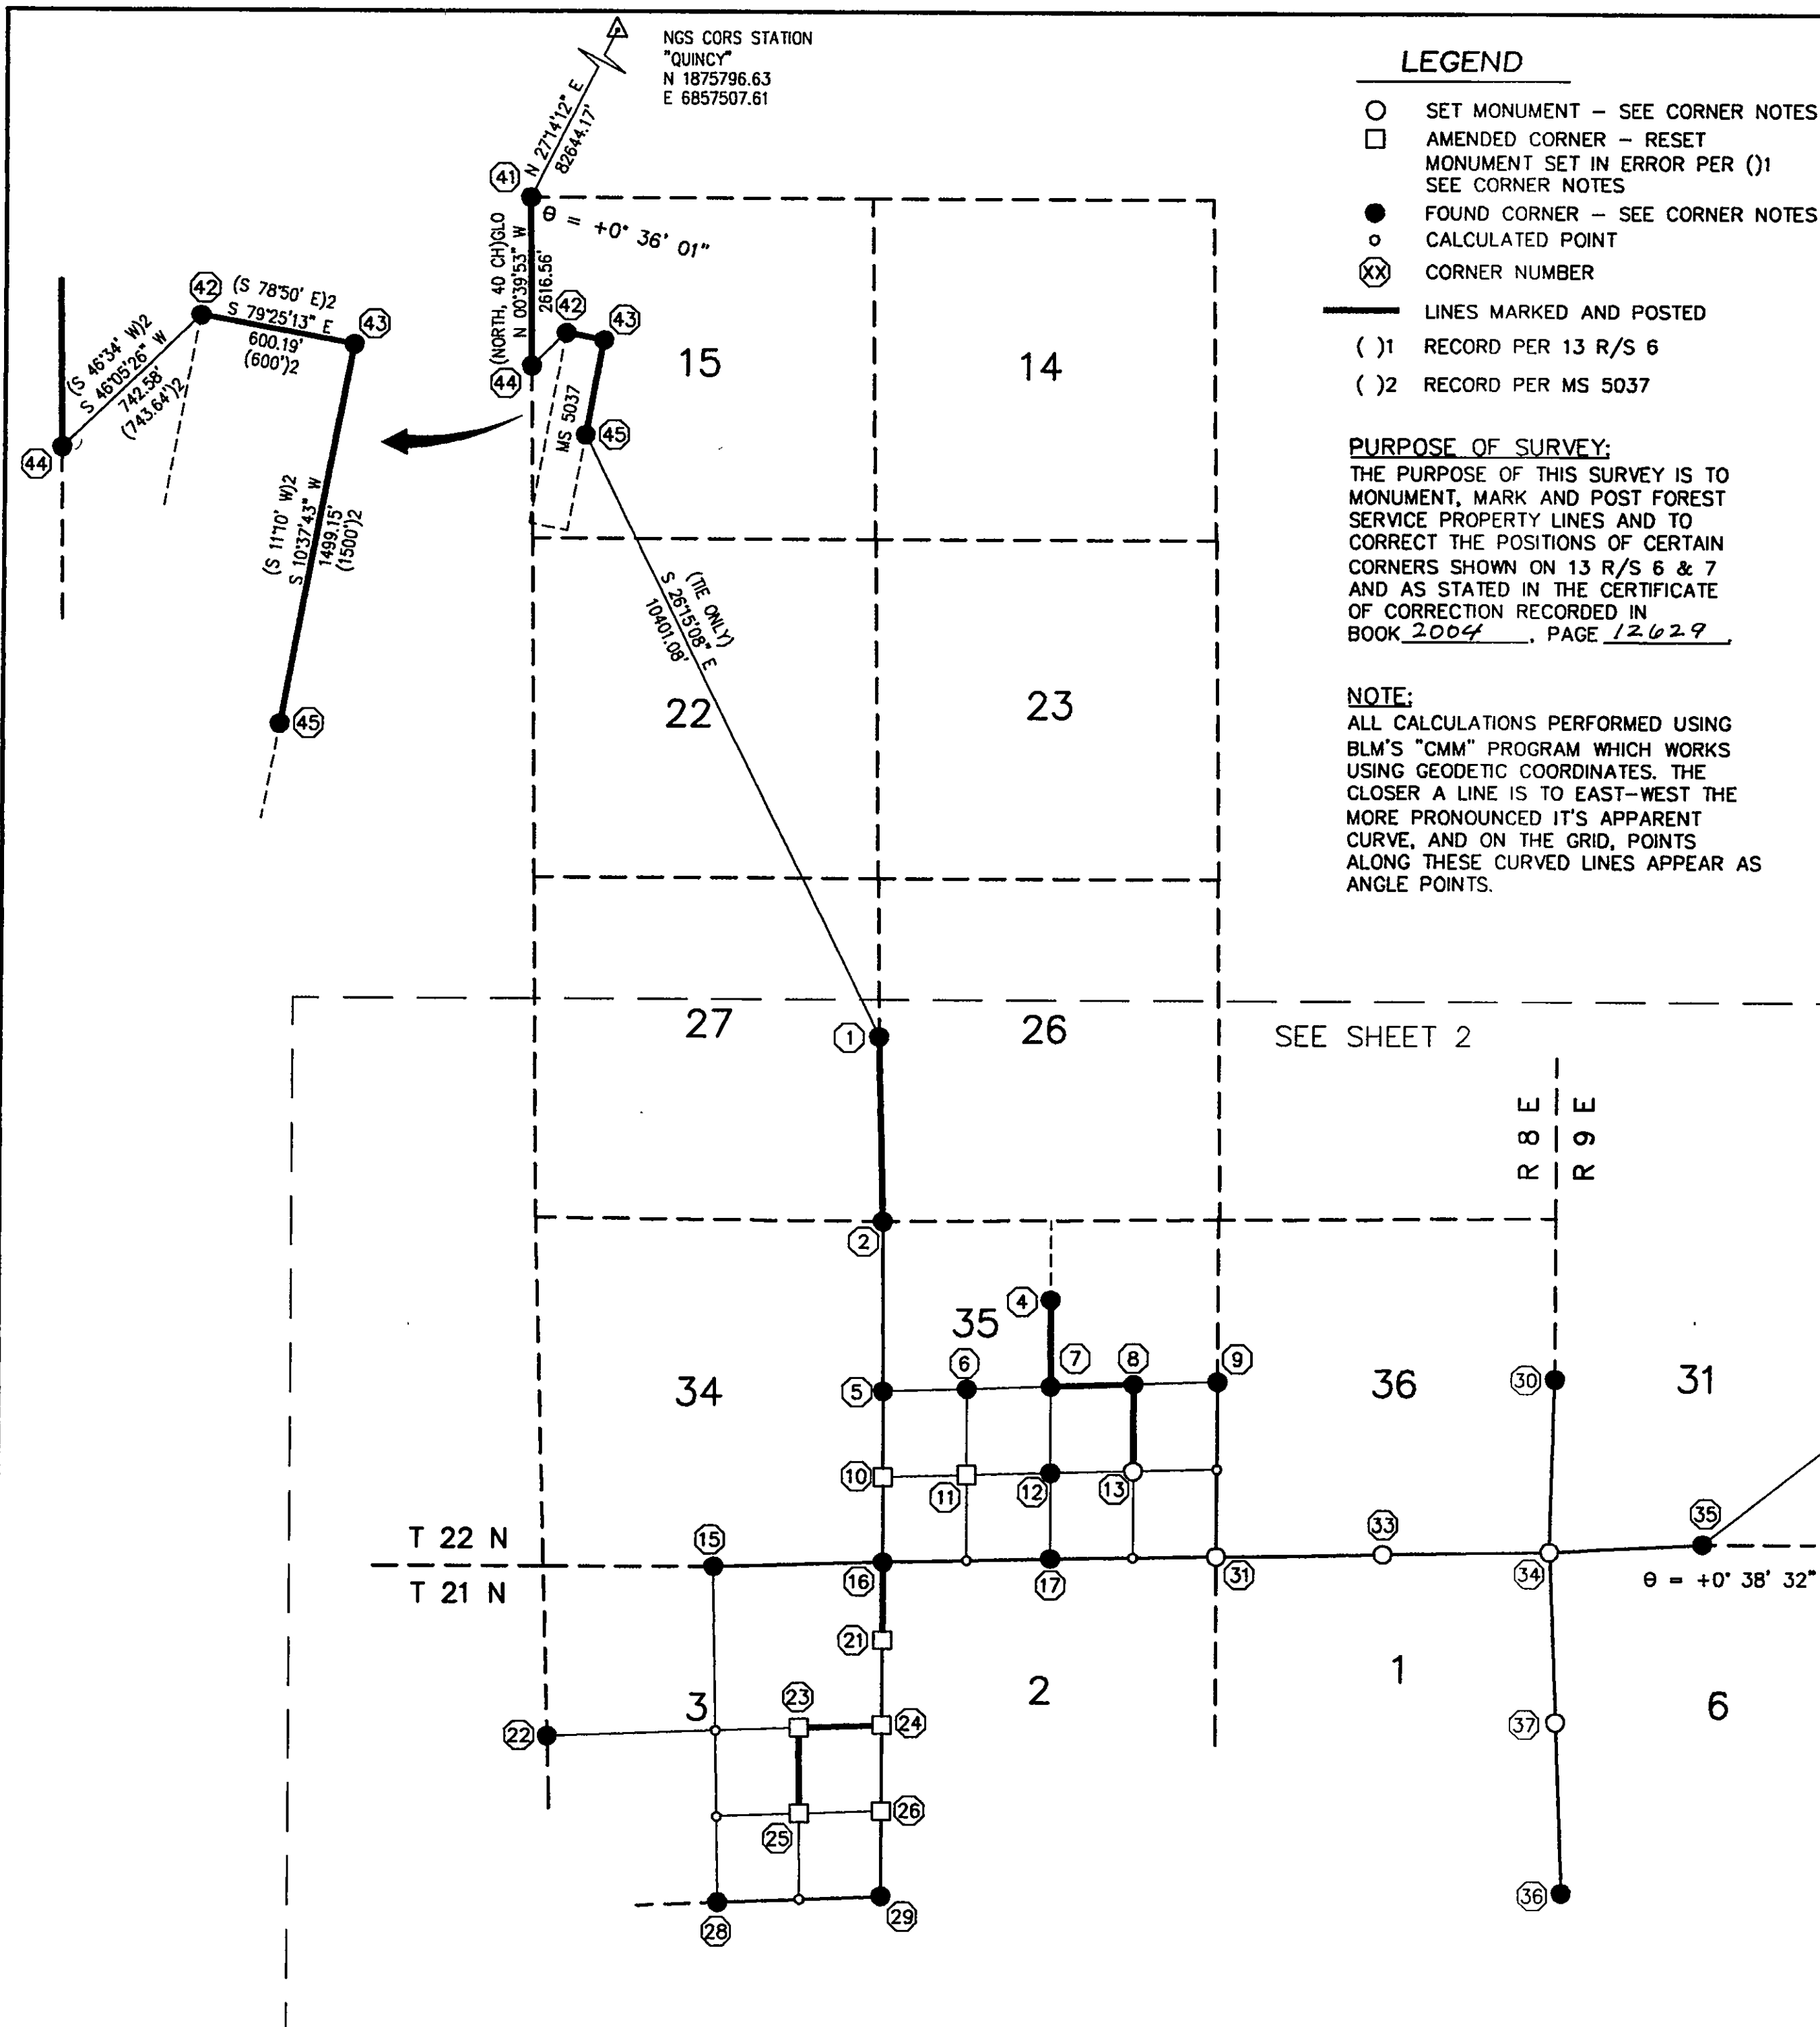 NGS CORS STATION
"QUINCY"
N 1875796.63
E 6857507.61
N 27°14'12" E
82644.17'
41
θ = +0° 36' 01"
(NORTH, 40 CH)GLO
N 00°39'53" W
2616.56'
42
43
44
MS 5037
45
15
14
42
(S 78°50' E)2
S 79°25'13" E
600.19'
(600')2
43
(S 46°34' W)2
S 46°05'26" W
742.58'
(743.64')2
44
(S 11°10' W)2
S 10°37'43" W
1499.15'
(1500')2
45
(TIE ONLY)
S 26°15'08" E
10401.08'
22
23
27
26
1
SEE SHEET 2
R 8 E
R 9 E
2
4
35
6
7
8
9
34
5
36
30
31
10
11
12
13
T 22 N
15
33
35
T 21 N
16
17
31
34
θ = +0° 38' 32"
21
3
2
1
6
23
24
22
37
25
26
28
29
36
LEGEND
SET MONUMENT – SEE CORNER NOTES
AMENDED CORNER – RESET
MONUMENT SET IN ERROR PER ()1
SEE CORNER NOTES
FOUND CORNER – SEE CORNER NOTES
CALCULATED POINT
XX CORNER NUMBER
LINES MARKED AND POSTED
( )1 RECORD PER 13 R/S 6
( )2 RECORD PER MS 5037
PURPOSE OF SURVEY:
THE PURPOSE OF THIS SURVEY IS TO
MONUMENT, MARK AND POST FOREST
SERVICE PROPERTY LINES AND TO
CORRECT THE POSITIONS OF CERTAIN
CORNERS SHOWN ON 13 R/S 6 & 7
AND AS STATED IN THE CERTIFICATE
OF CORRECTION RECORDED IN
BOOK 2004, PAGE 12629.
NOTE:
ALL CALCULATIONS PERFORMED USING
BLM'S "CMM" PROGRAM WHICH WORKS
USING GEODETIC COORDINATES. THE
CLOSER A LINE IS TO EAST–WEST THE
MORE PRONOUNCED IT'S APPARENT
CURVE, AND ON THE GRID, POINTS
ALONG THESE CURVED LINES APPEAR AS
ANGLE POINTS.